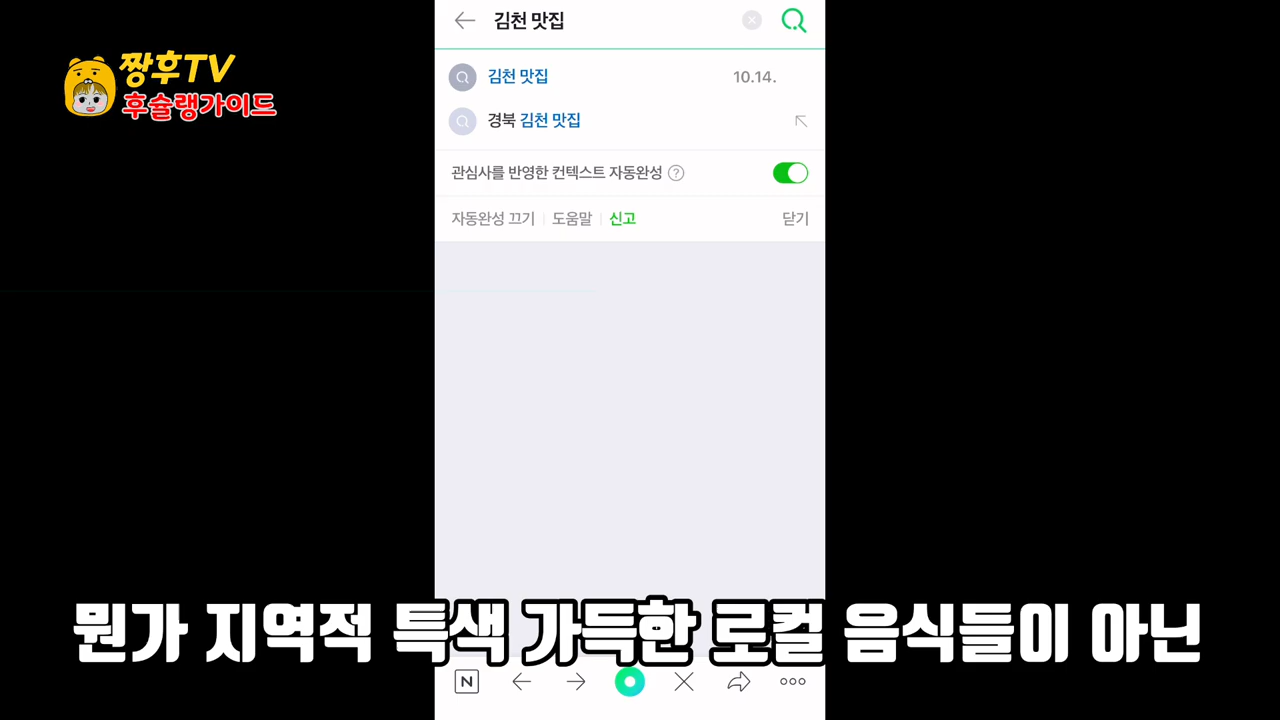 김천 맛집
짱후TV
후슐랭가이드
김천 맛집 10.14.
경북 김천 맛집
관심사를 반영한 컨텍스트 자동완성 ?
자동완성 끄기 도움말 신고 닫기
뭔가 지역적 특색 가득한 로컬 음식들이 아닌
N